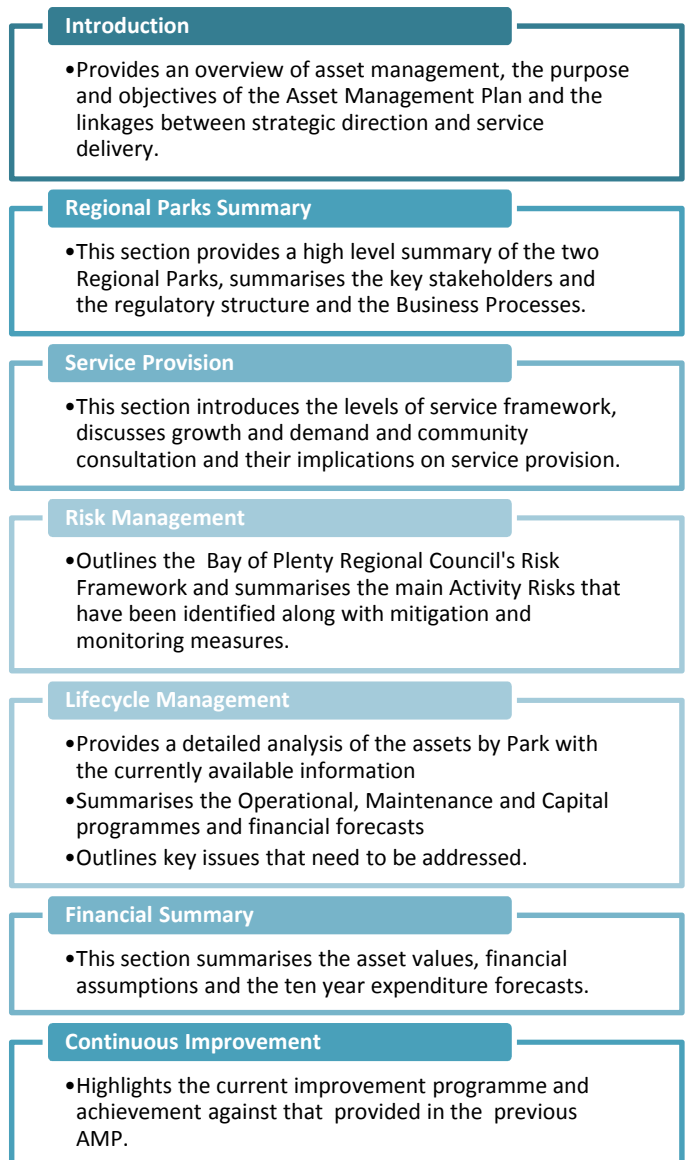 Introduction
•Provides an overview of asset management, the purpose
and objectives of the Asset Management Plan and the
linkages between strategic direction and service
delivery.
Regional Parks Summary
•This section provides a high level summary of the two
Regional Parks, summarises the key stakeholders and
the regulatory structure and the Business Processes.
Service Provision
•This section introduces the levels of service framework,
discusses growth and demand and community
consultation and their implications on service provision.
Risk Management
•Outlines the Bay of Plenty Regional Council's Risk
Framework and summarises the main Activity Risks that
have been identified along with mitigation and
monitoring measures.
Lifecycle Management
•Provides a detailed analysis of the assets by Park with
the currently available information
•Summarises the Operational, Maintenance and Capital
programmes and financial forecasts
•Outlines key issues that need to be addressed.
Financial Summary
•This section summarises the asset values, financial
assumptions and the ten year expenditure forecasts.
Continuous Improvement
•Highlights the current improvement programme and
achievement against that provided in the previous
AMP.